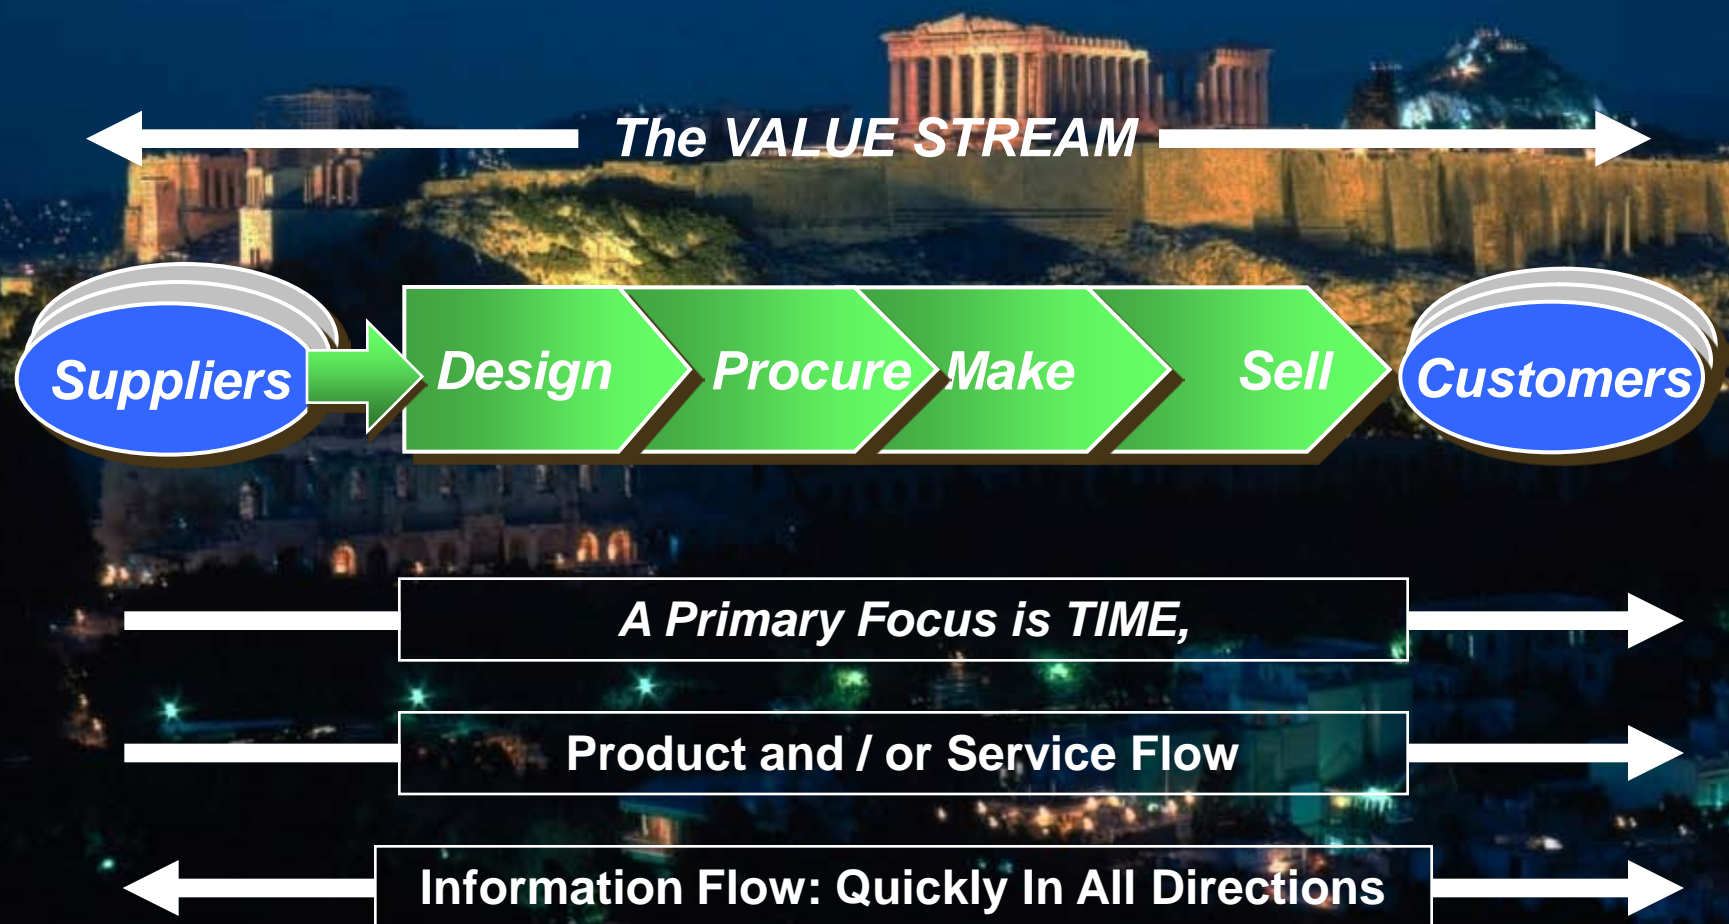 The VALUE STREAM
Suppliers
Design
Procure
Make
Sell
Customers
A Primary Focus is TIME,
Product and / or Service Flow
Information Flow: Quickly In All Directions